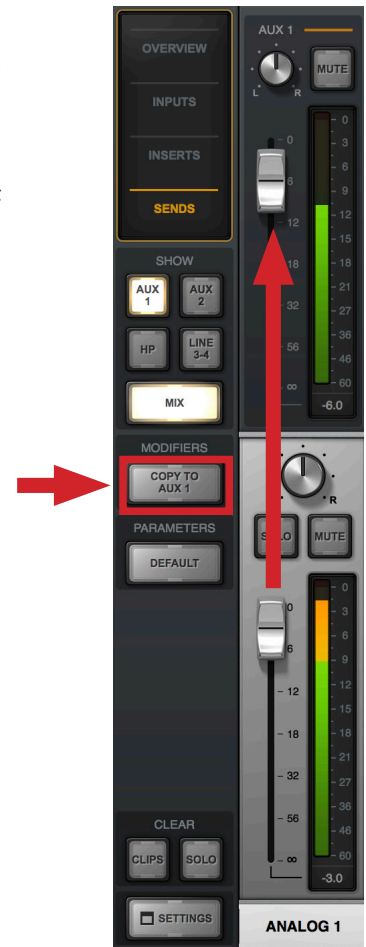 OVERVIEW
INPUTS
INSERTS
SENDS
SHOW
AUX
1
AUX
2
HP
LINE
3-4
MIX
MODIFIERS
COPY TO
AUX 1
PARAMETERS
DEFAULT
CLEAR
CLIPS
SOLO
SETTINGS
AUX 1
L
R
MUTE
0
6
12
18
32
56
∞
0
3
6
9
12
15
18
21
27
36
46
60
-6.0
R
MUTE
0
6
12
18
32
56
∞
0
3
6
9
12
15
18
21
27
36
46
60
-3.0
ANALOG 1